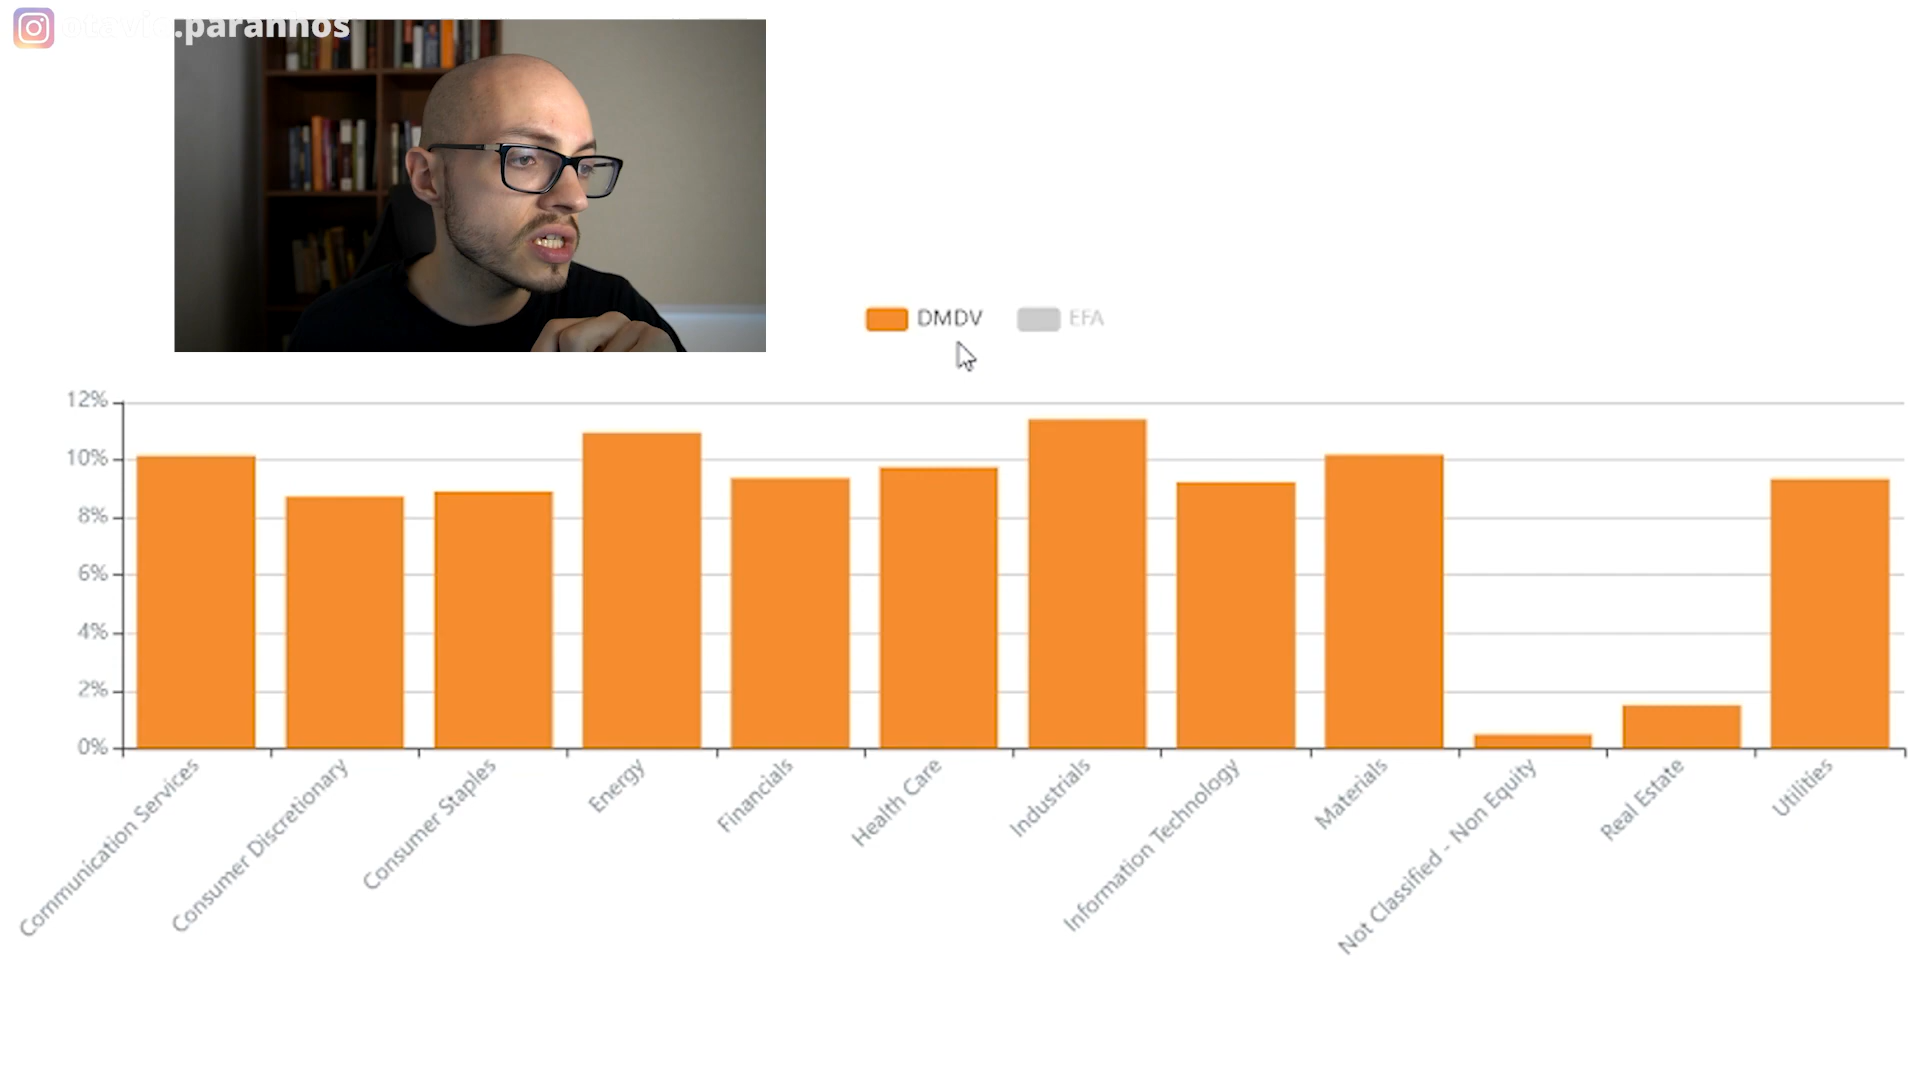 otavio.paranhos
DMDV
EFA
12%
10%
8%
6%
4%
2%
0%
Communication Services
Consumer Discretionary
Consumer Staples
Energy
Financials
Health Care
Industrials
Information Technology
Materials
Not Classified - Non Equity
Real Estate
Utilities